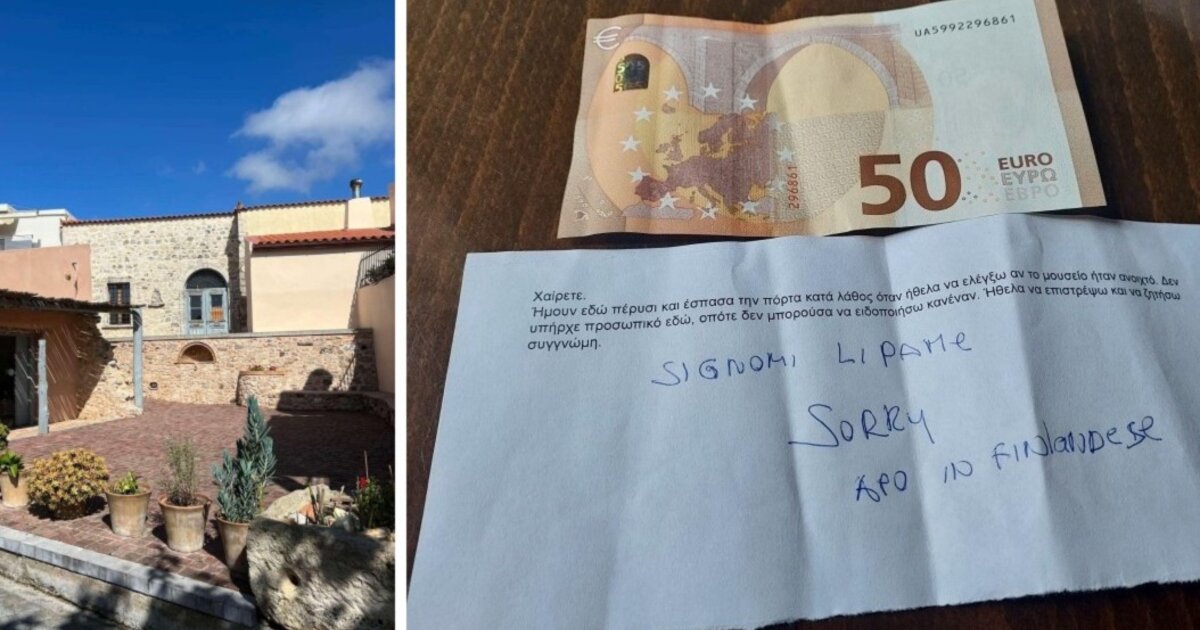 €
UA5992296861
296861
50
EURO
ΕΥΡΩ
ЕВРО
Χαίρετε.
Ήμουν εδώ πέρυσι και έσπασα την πόρτα κατά λάθος όταν ήθελα να ελέγξω αν το μουσείο ήταν ανοιχτό. Δεν
υπήρχε προσωπικό εδώ, οπότε δεν μπορούσα να ειδοποιήσω κανέναν. Ήθελα να επιστρέψω και να ζητήσω
συγγνώμη.
SIGNOMI LIPAME
SORRY
APO IN FINlandese